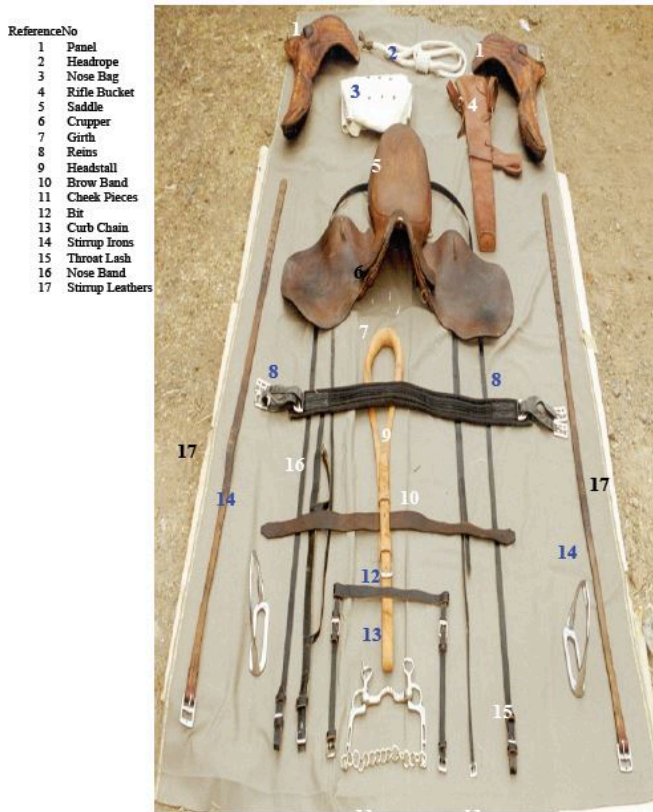 ReferenceNo
1 Panel
2 Headrope
3 Nose Bag
4 Rifle Bucket
5 Saddle
6 Crupper
7 Girth
8 Reins
9 Headstall
10 Brow Band
11 Cheek Pieces
12 Bit
13 Curb Chain
14 Stirrup Irons
15 Throat Lash
16 Nose Band
17 Stirrup Leathers
1
2
1
3
4
5
6
7
8
8
9
17
16
17
14
10
14
12
13
15